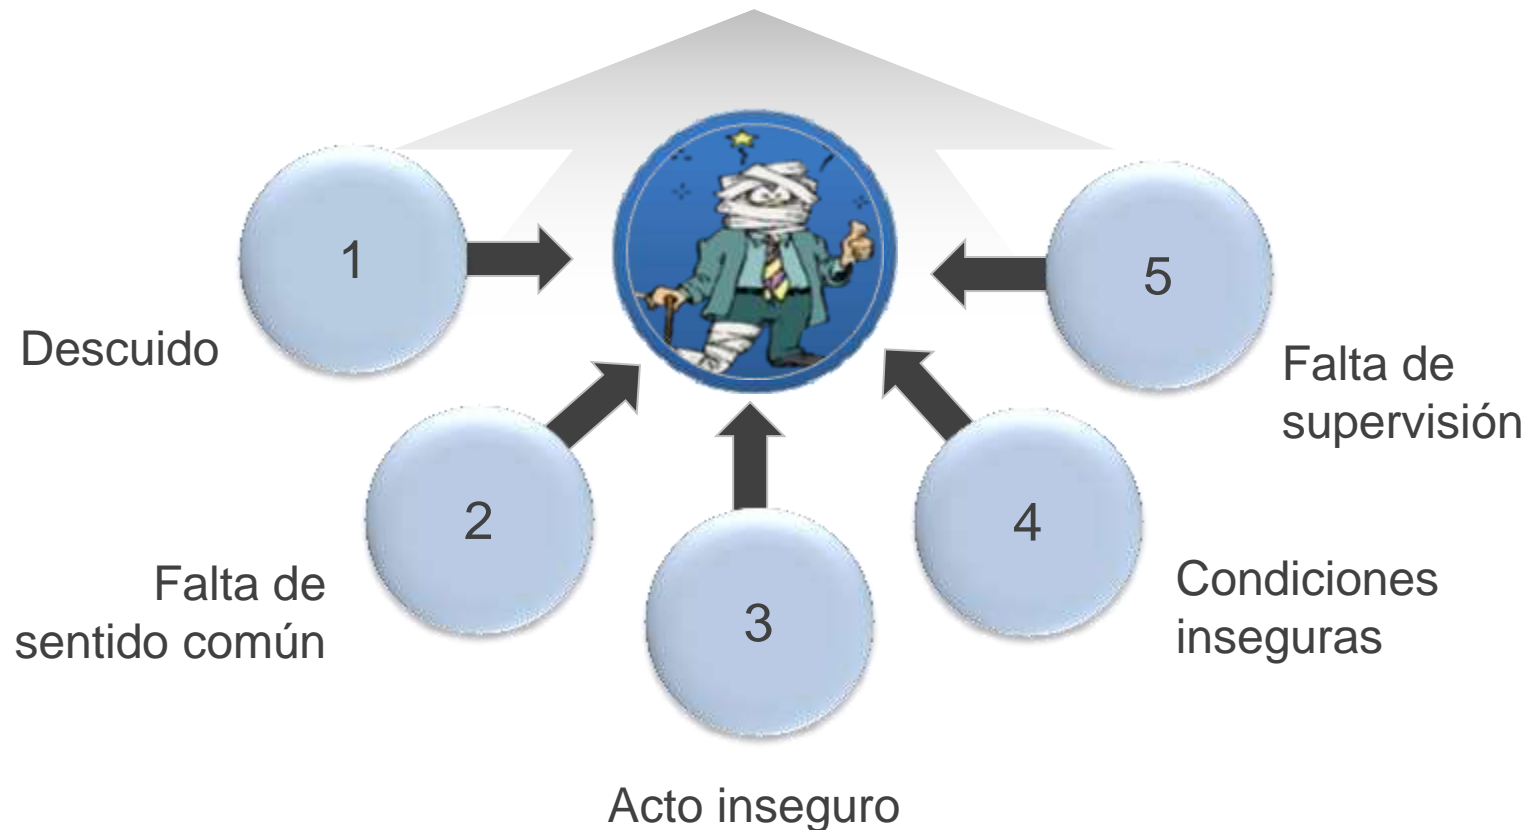 1
Descuido
2
Falta de
sentido común
3
Acto inseguro
4
Condiciones
inseguras
5
Falta de
supervisión